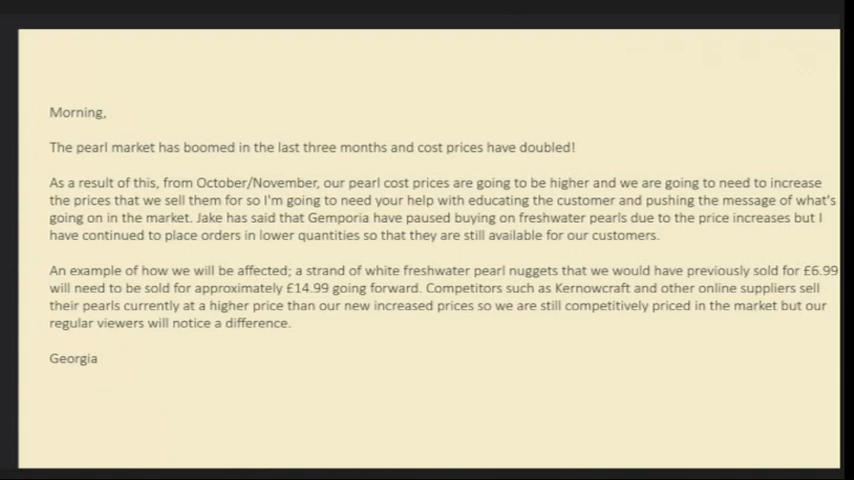 Morning,
The pearl market has boomed in the last three months and cost prices have doubled!
As a result of this, from October/November, our pearl cost prices are going to be higher and we are going to need to increase
the prices that we sell them for so I'm going to need your help with educating the customer and pushing the message of what's
going on in the market. Jake has said that Gemporia have paused buying on freshwater pearls due to the price increases but I
have continued to place orders in lower quantities so that they are still available for our customers.
An example of how we will be affected; a strand of white freshwater pearl nuggets that we would have previously sold for £6.99
will need to be sold for approximately £14.99 going forward. Competitors such as Kernowcraft and other online suppliers sell
their pearls currently at a higher price than our new increased prices so we are still competitively priced in the market but our
regular viewers will notice a difference.
Georgia